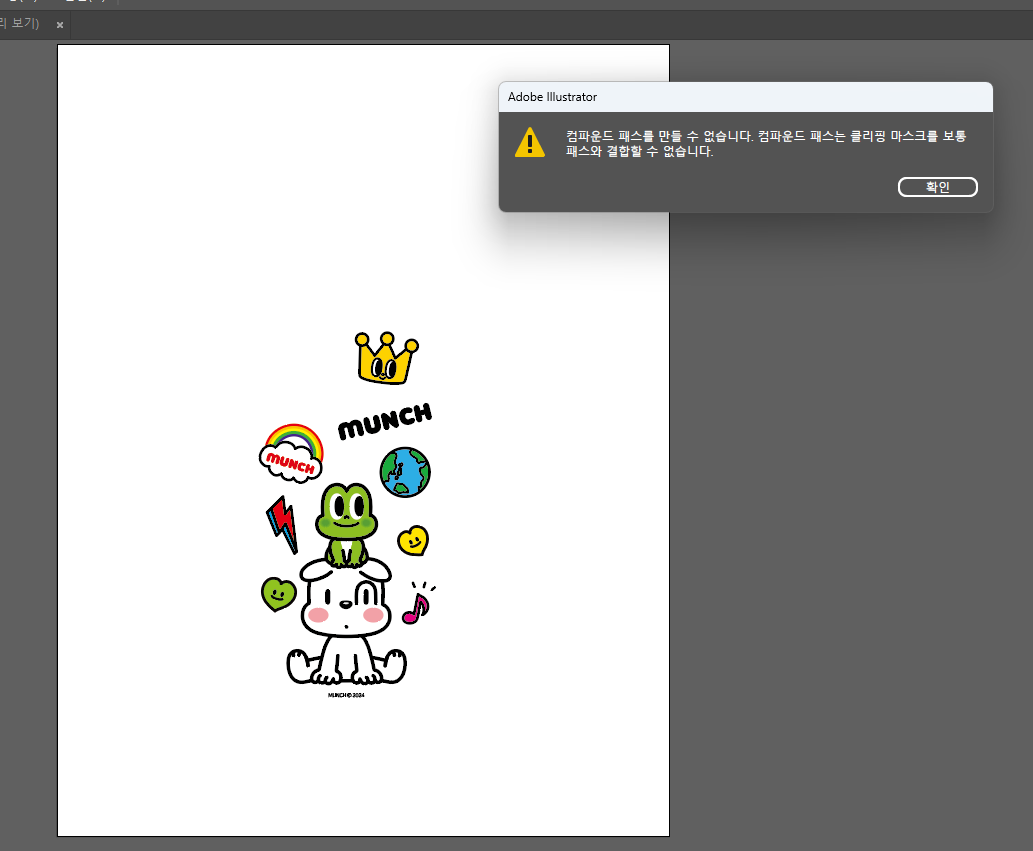 리 보기)
Adobe Illustrator
컴파운드 패스를 만들 수 없습니다. 컴파운드 패스는 클리핑 마스크를 보통
패스와 결합할 수 없습니다.
확인
MUNCH
MUNCH
MUNCH©2024